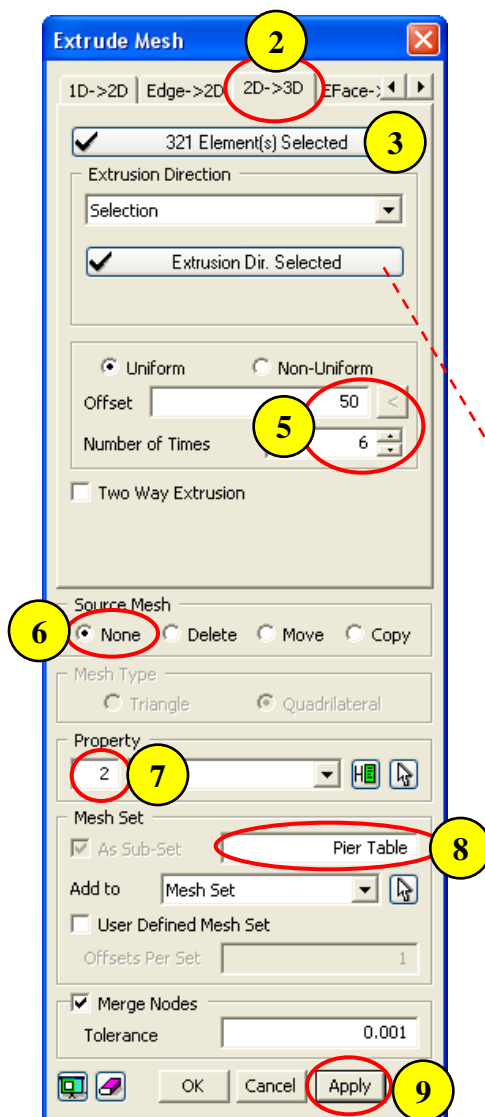 Extrude Mesh
2
1D->2D Edge->2D 2D->3D EFace->
321 Element(s) Selected 3
Extrusion Direction
Selection
Extrusion Dir. Selected
Uniform Non-Uniform
Offset 50 <
5
Number of Times 6
Two Way Extrusion
Source Mesh
6 None Delete Move Copy
Mesh Type
Triangle Quadrilateral
Property
2 7
Mesh Set
As Sub-Set Pier Table 8
Add to Mesh Set
User Defined Mesh Set
Offsets Per Set 1
Merge Nodes
Tolerance 0.001
OK Cancel Apply 9